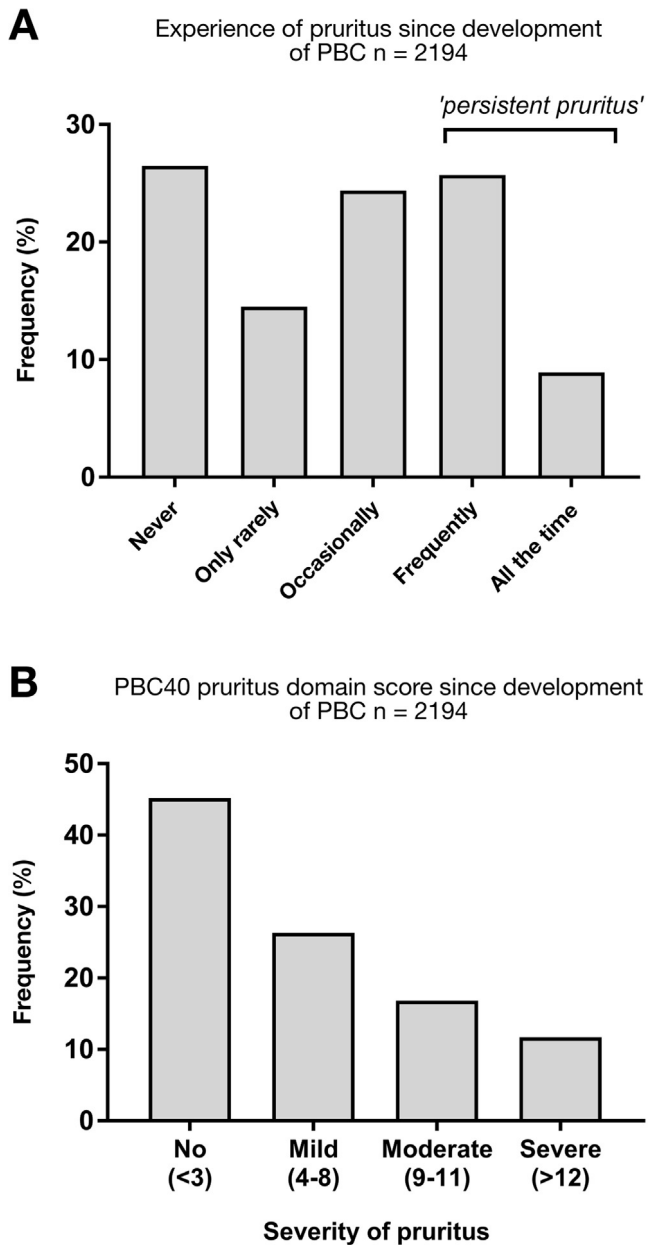 A
Experience of pruritus since development
of PBC n = 2194
'persistent pruritus'
30
20
10
0
Frequency (%)
Never
Only rarely
Occasionally
Frequently
All the time
B
PBC40 pruritus domain score since development
of PBC n = 2194
50
40
30
20
10
0
Frequency (%)
No Mild Moderate Severe
(<3) (4-8) (9-11) (>12)
Severity of pruritus